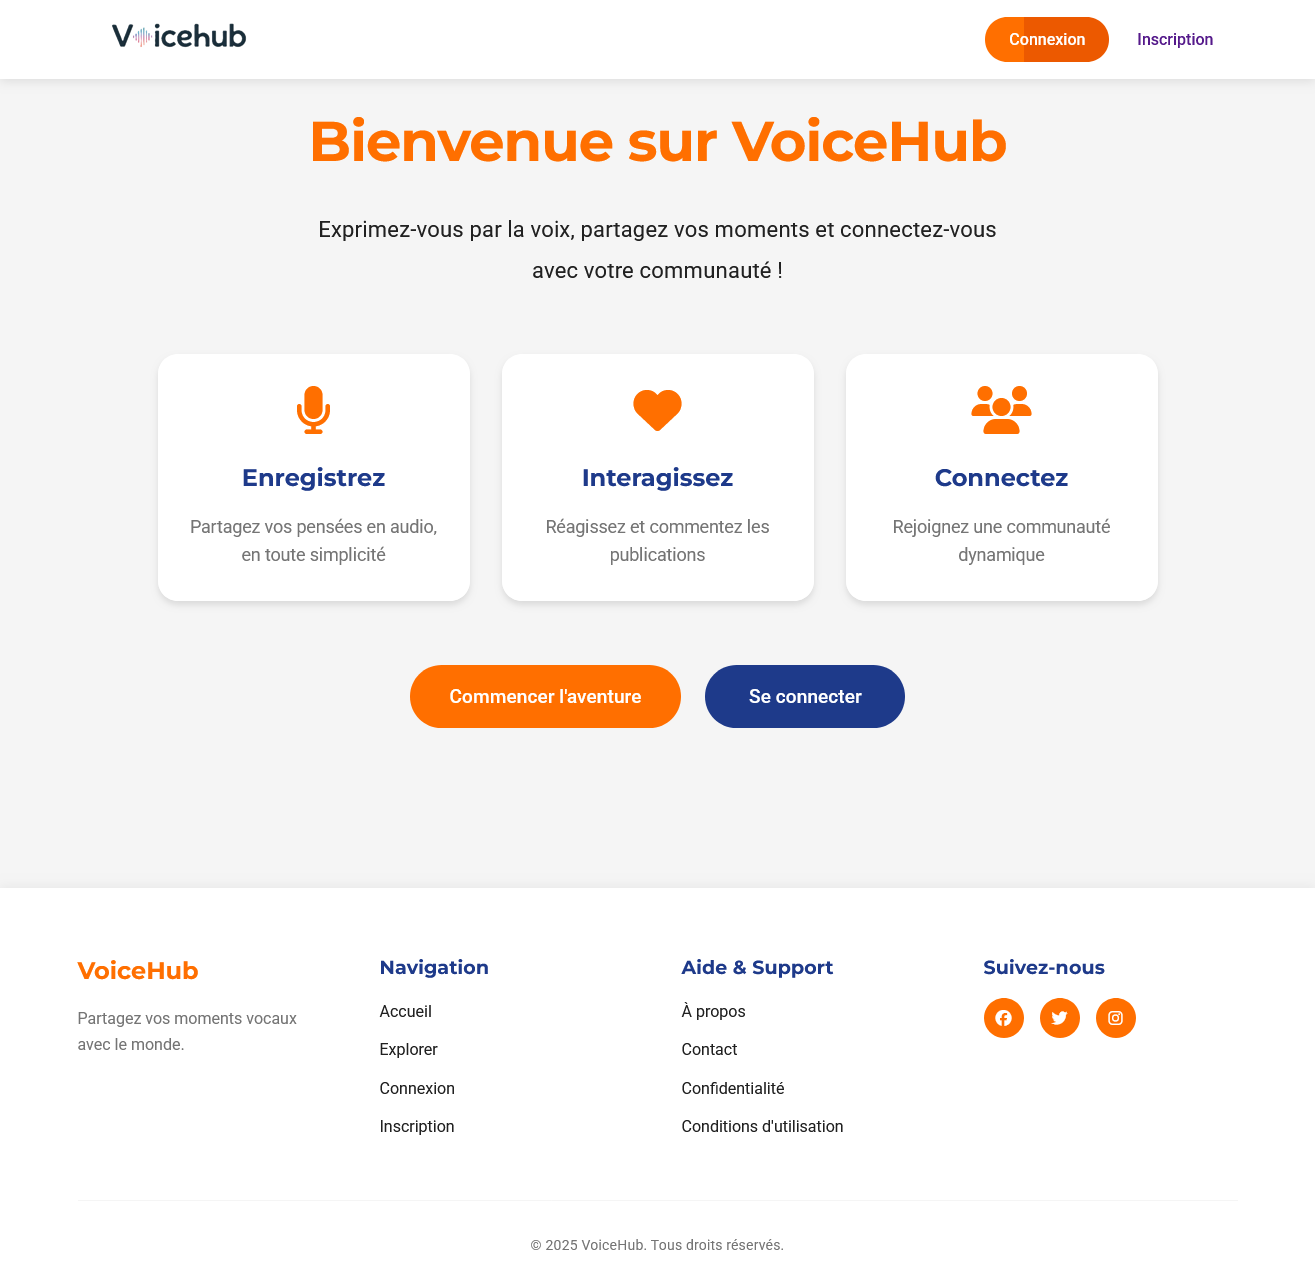 Voicehub
Connexion
Inscription
Bienvenue sur VoiceHub
Exprimez-vous par la voix, partagez vos moments et connectez-vous
avec votre communauté !
Enregistrez
Partagez vos pensées en audio,
en toute simplicité
Interagissez
Réagissez et commentez les
publications
Connectez
Rejoignez une communauté
dynamique
Commencer l'aventure
Se connecter
VoiceHub
Partagez vos moments vocaux
avec le monde.
Navigation
Accueil
Explorer
Connexion
Inscription
Aide & Support
À propos
Contact
Confidentialité
Conditions d'utilisation
Suivez-nous
© 2025 VoiceHub. Tous droits réservés.